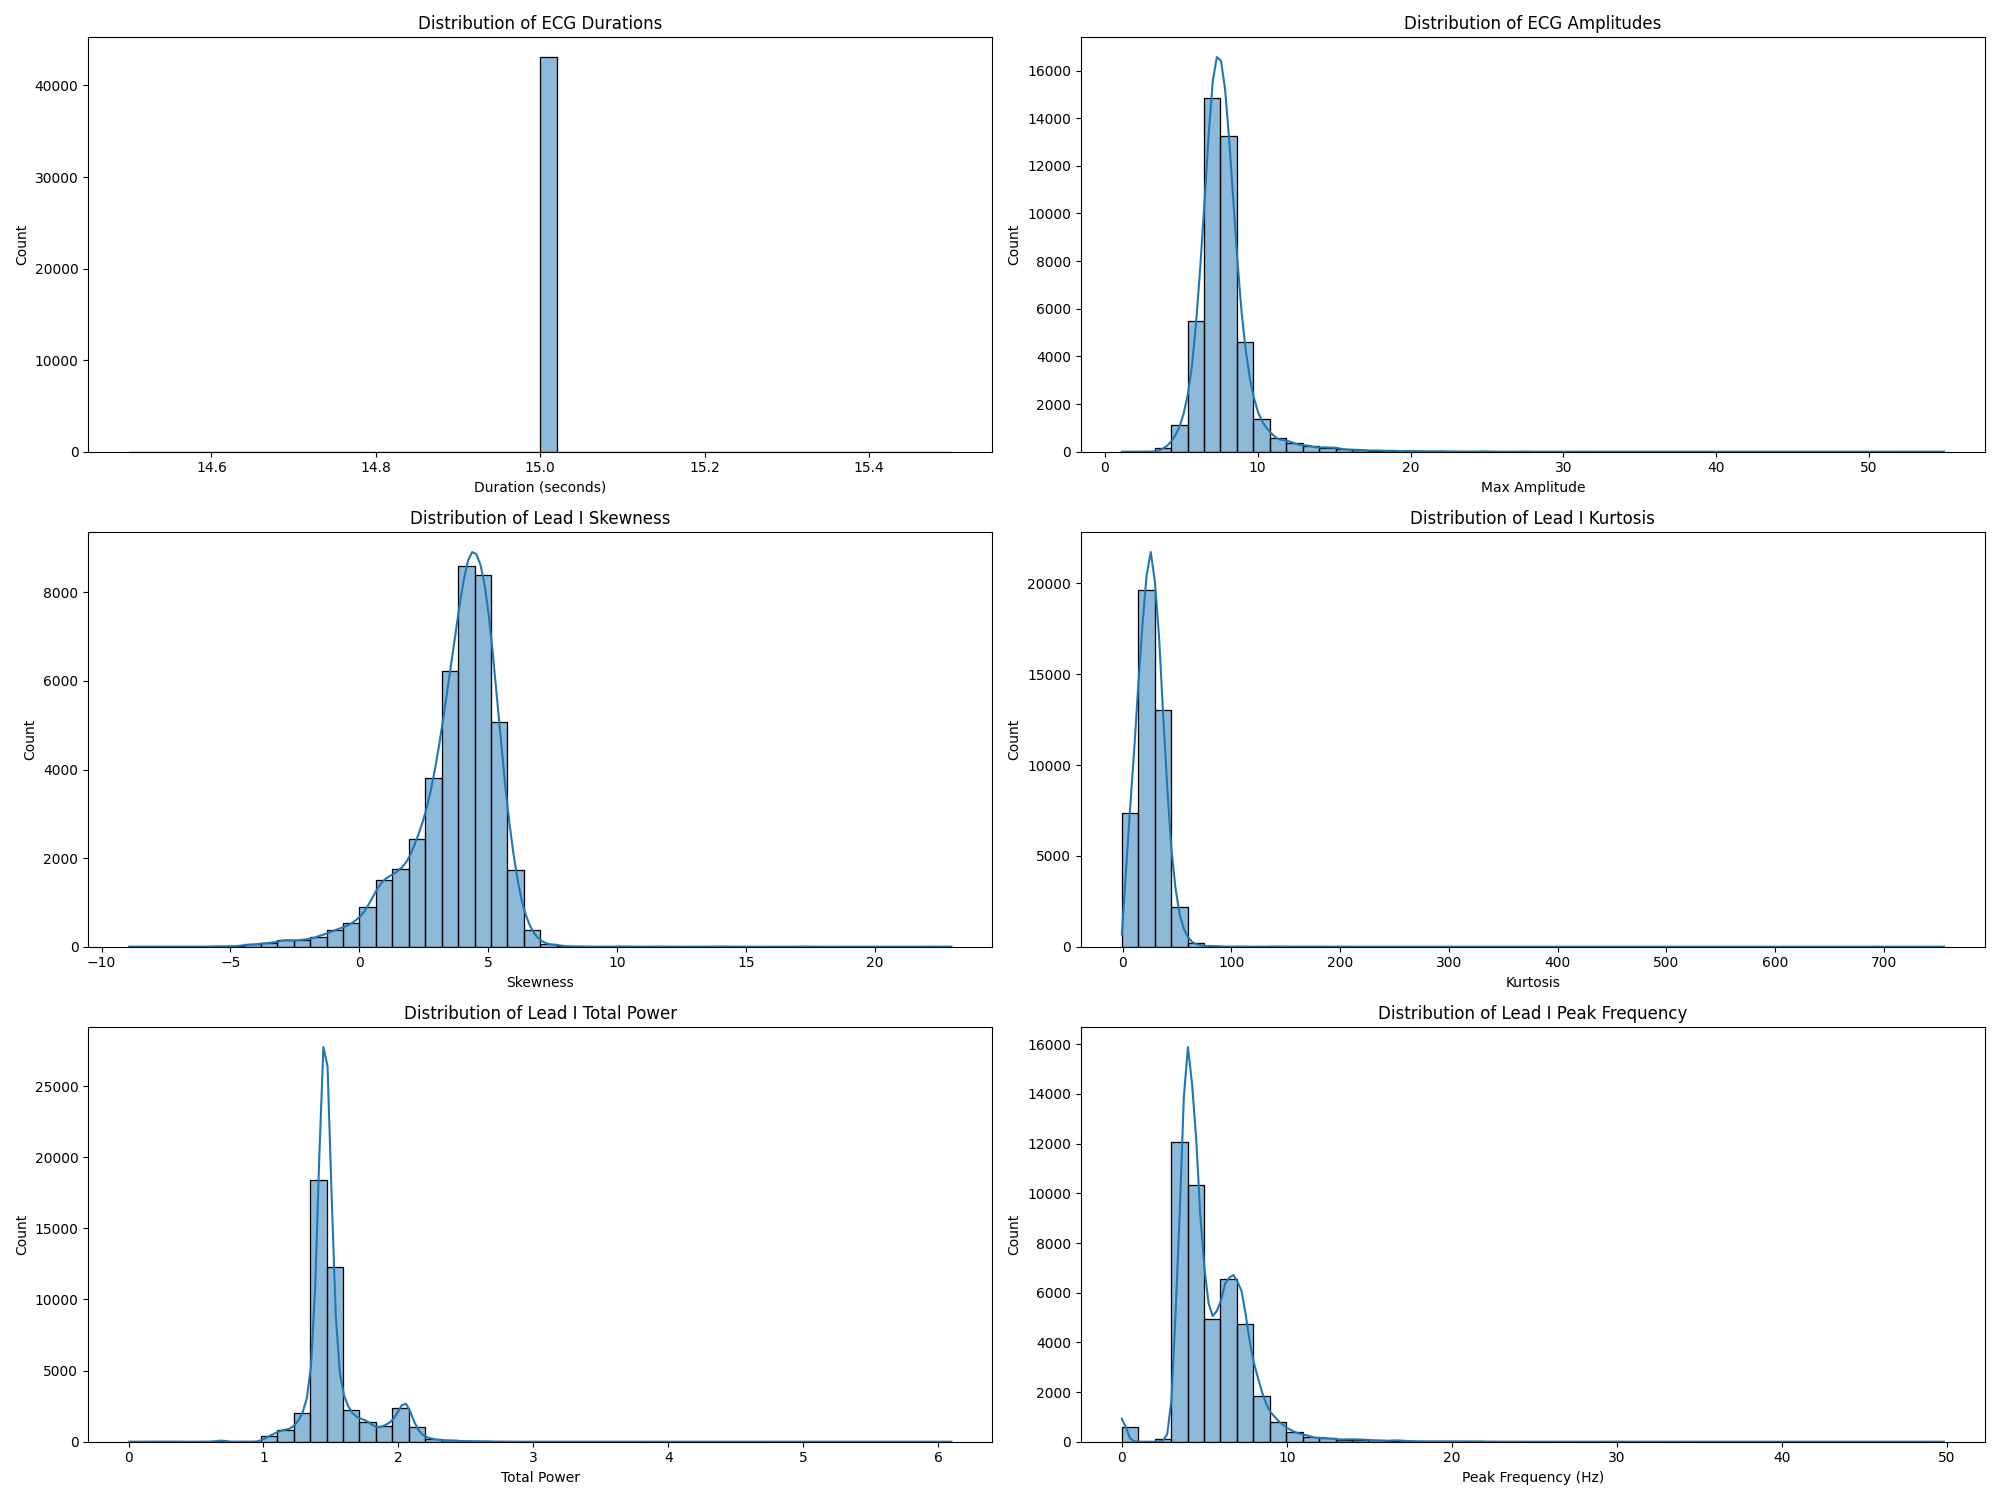 Distribution of ECG Durations
Count
40000
30000
20000
10000
0
14.6 14.8 15.0 15.2 15.4
Duration (seconds)
Distribution of ECG Amplitudes
Count
16000
14000
12000
10000
8000
6000
4000
2000
0
0 10 20 30 40 50
Max Amplitude
Distribution of Lead I Skewness
Count
8000
6000
4000
2000
0
−10 −5 0 5 10 15 20
Skewness
Distribution of Lead I Kurtosis
Count
20000
15000
10000
5000
0
0 100 200 300 400 500 600 700
Kurtosis
Distribution of Lead I Total Power
Count
25000
20000
15000
10000
5000
0
0 1 2 3 4 5 6
Total Power
Distribution of Lead I Peak Frequency
Count
16000
14000
12000
10000
8000
6000
4000
2000
0
0 10 20 30 40 50
Peak Frequency (Hz)